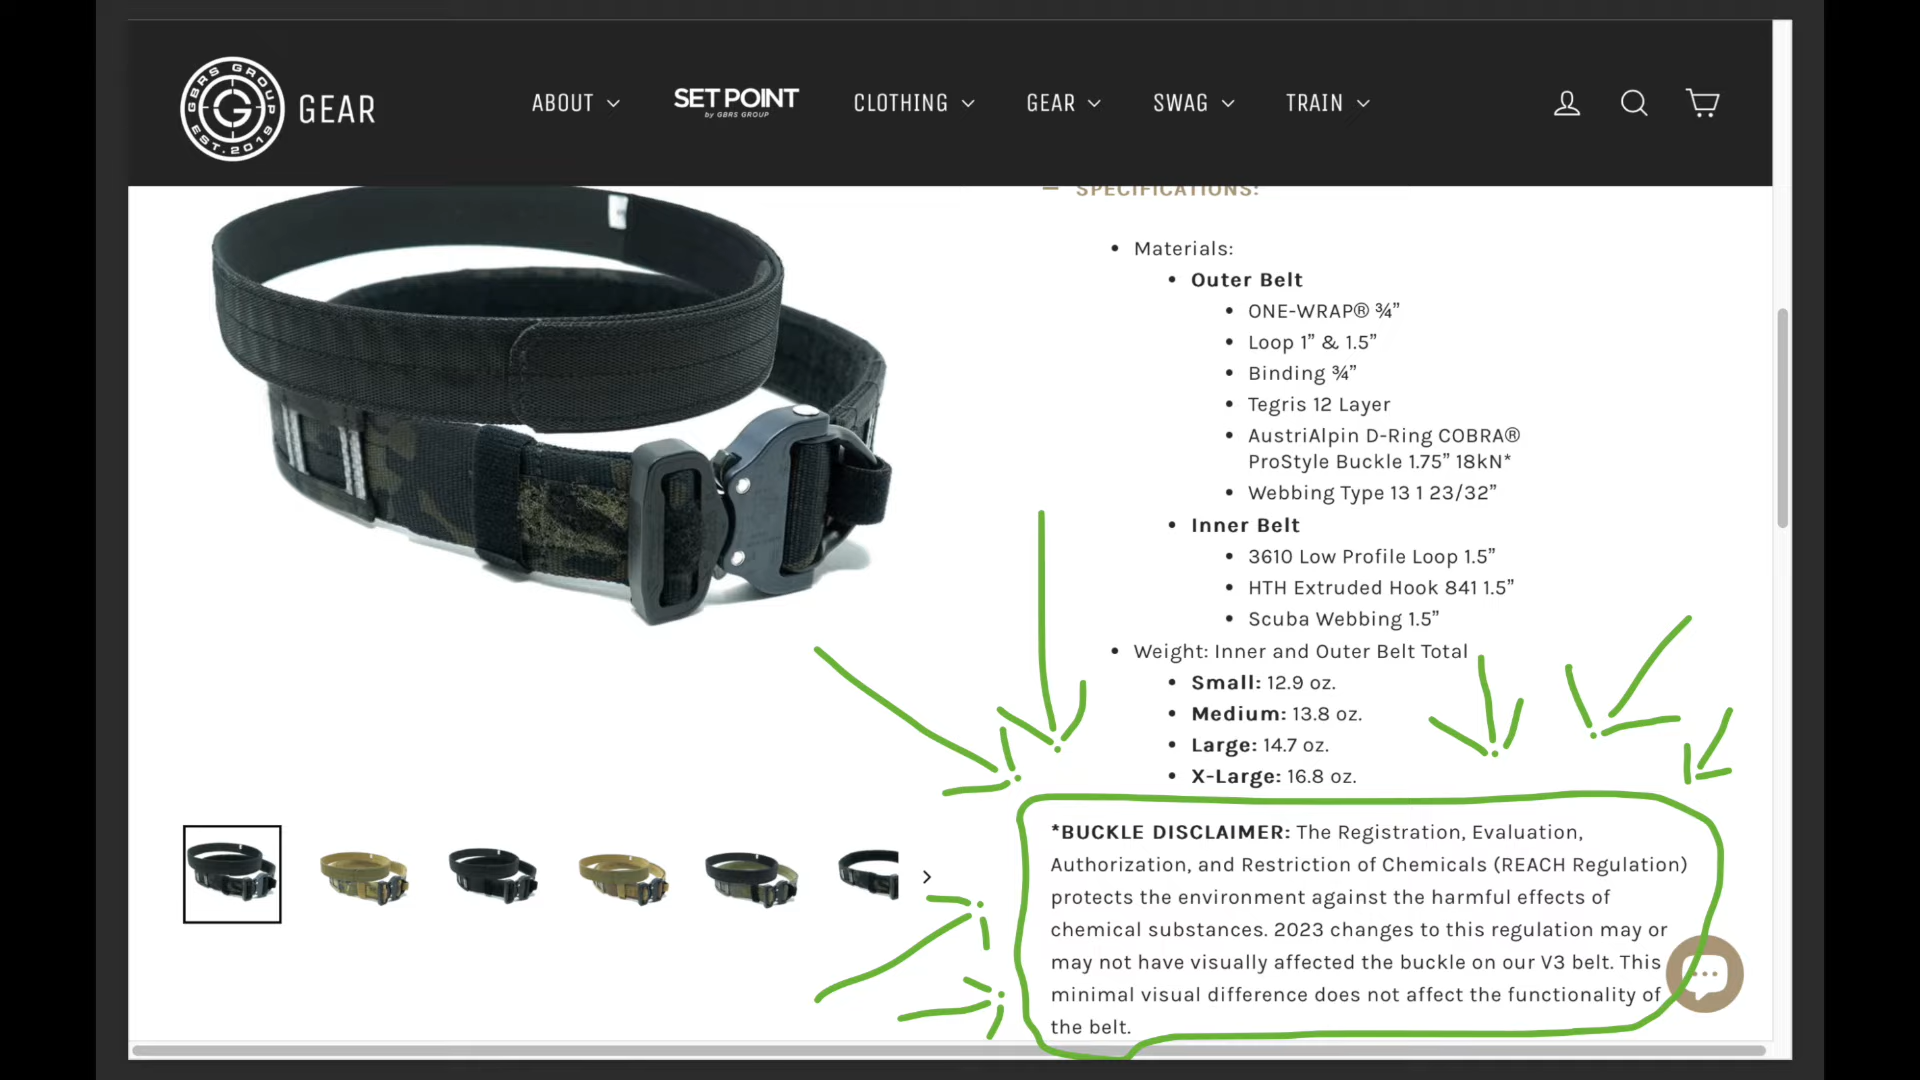 GBRS GROUP
EST. 2019
G
GEAR
ABOUT
SET POINT
by GBRS GROUP
CLOTHING
GEAR
SWAG
TRAIN
SPECIFICATIONS:
Materials:
Outer Belt
ONE-WRAP® ¾”
Loop 1” & 1.5”
Binding ¾”
Tegris 12 Layer
AustriAlpin D-Ring COBRA®
ProStyle Buckle 1.75” 18kN*
Webbing Type 13 1 23/32”
Inner Belt
3610 Low Profile Loop 1.5”
HTH Extruded Hook 841 1.5”
Scuba Webbing 1.5”
Weight: Inner and Outer Belt Total
Small: 12.9 oz.
Medium: 13.8 oz.
Large: 14.7 oz.
X-Large: 16.8 oz.
*BUCKLE DISCLAIMER: The Registration, Evaluation,
Authorization, and Restriction of Chemicals (REACH Regulation)
protects the environment against the harmful effects of
chemical substances. 2023 changes to this regulation may or
may not have visually affected the buckle on our V3 belt. This
minimal visual difference does not affect the functionality of
the belt.